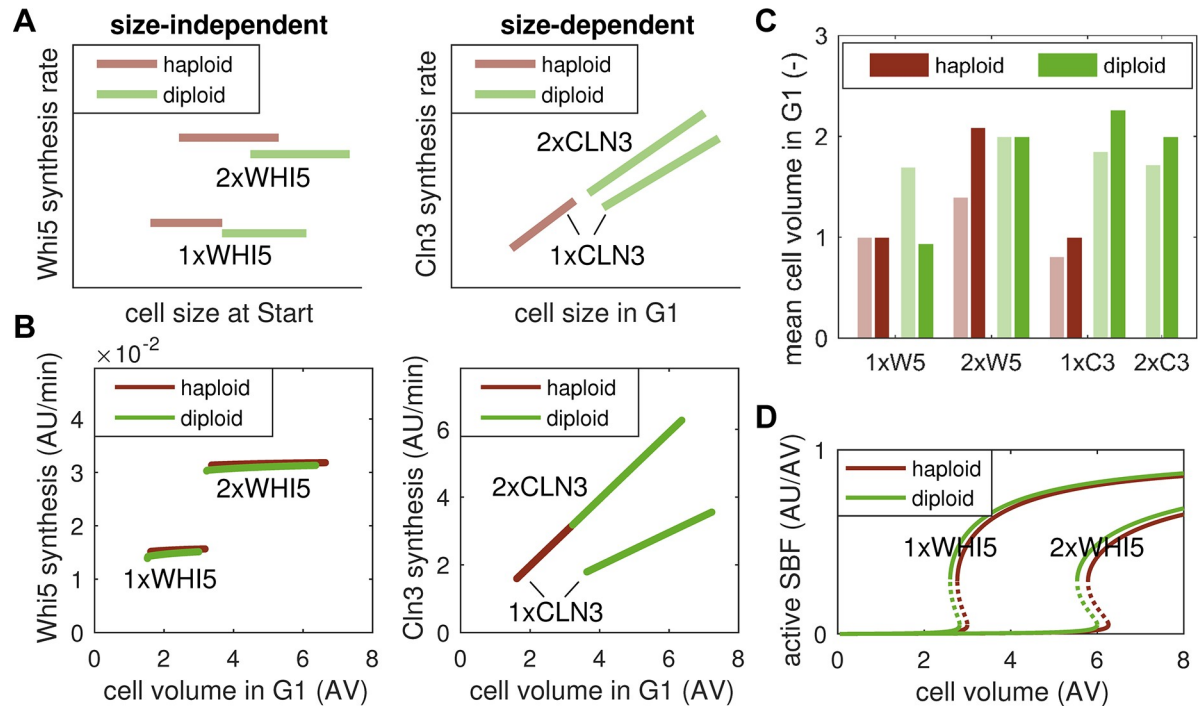 A
size-independent
haploid
diploid
2xWHI5
1xWHI5
Whi5 synthesis rate
cell size at Start
size-dependent
haploid
diploid
2xCLN3
1xCLN3
Cln3 synthesis rate
cell size in G1
B
×10-2
haploid
diploid
2xWHI5
1xWHI5
4
3
2
1
0
0 2 4 6 8
Whi5 synthesis (AU/min)
cell volume in G1 (AV)
haploid
diploid
2xCLN3
1xCLN3
6
4
2
0
0 2 4 6 8
Cln3 synthesis (AU/min)
cell volume in G1 (AV)
C
haploid diploid
3
2
1
0
1xW5 2xW5 1xC3 2xC3
mean cell volume in G1 (-)
D
haploid
diploid
1xWHI5 2xWHI5
1
0
0 2 4 6 8
active SBF (AU/AV)
cell volume (AV)